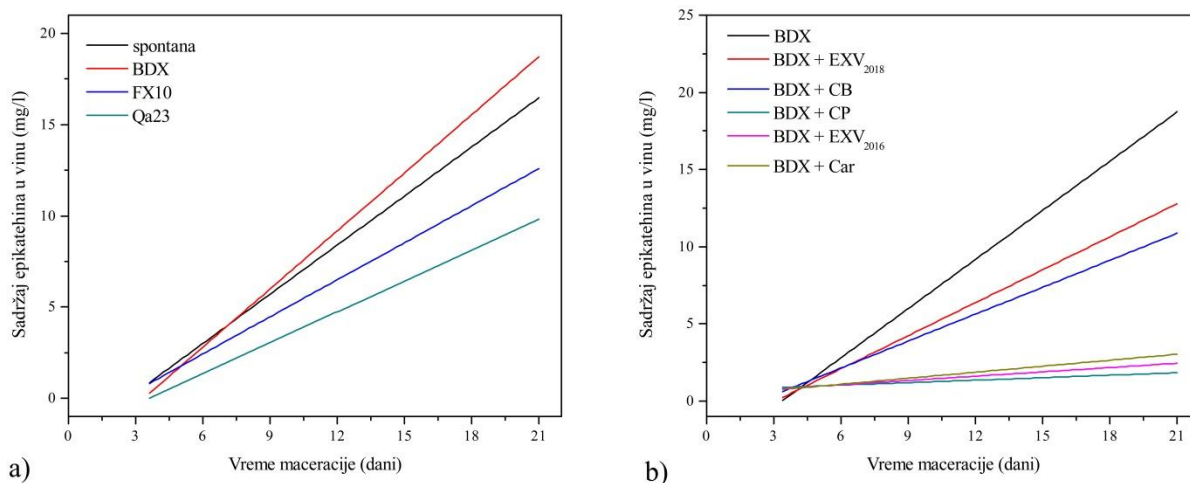 20
15
10
5
0
spontana
BDX
FX10
Qa23
Sadržaj epikatehina u vinu (mg/l)
0 3 6 9 12 15 18 21
Vreme maceracije (dani)
a)
25
20
15
10
5
0
BDX
BDX + EXV2018
BDX + CB
BDX + CP
BDX + EXV2016
BDX + Car
Sadržaj epikatehina u vinu (mg/l)
0 3 6 9 12 15 18 21
Vreme maceracije (dani)
b)